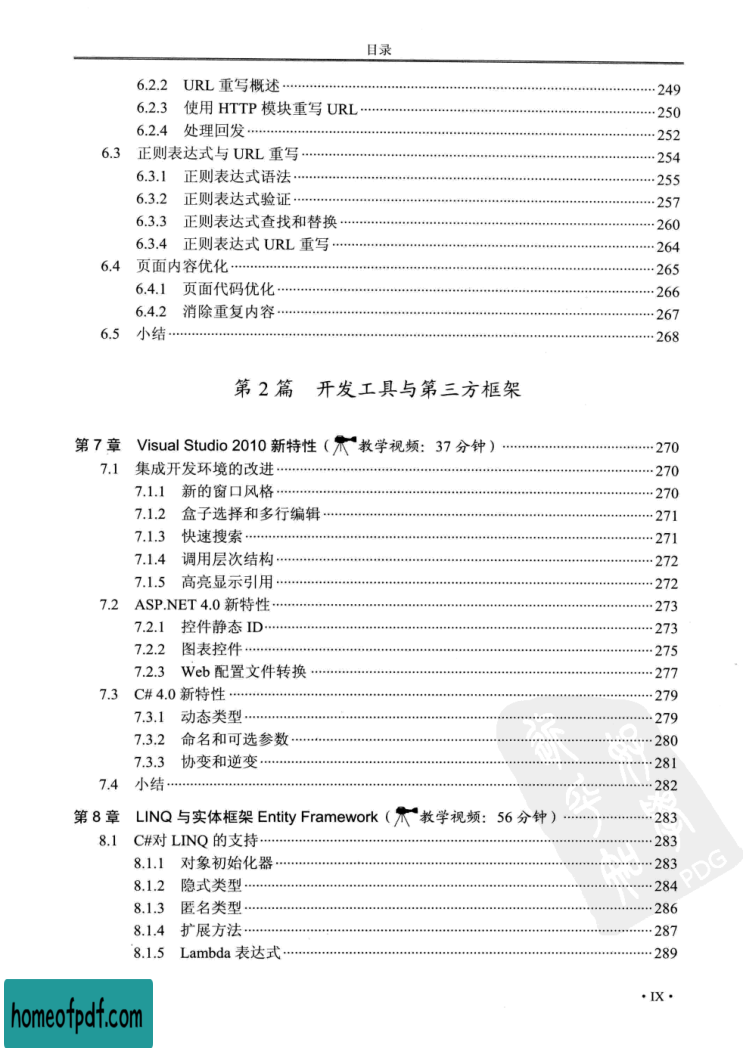 目录
6.2.2 URL 重写概述……249
6.2.3 使用 HTTP 模块重写 URL……250
6.2.4 处理回发……252
6.3 正则表达式与 URL 重写……254
6.3.1 正则表达式语法……255
6.3.2 正则表达式验证……257
6.3.3 正则表达式查找和替换……260
6.3.4 正则表达式 URL 重写……264
6.4 页面内容优化……265
6.4.1 页面代码优化……266
6.4.2 消除重复内容……267
6.5 小结……268
第 2 篇 开发工具与第三方框架
第 7 章 Visual Studio 2010 新特性(教学视频：37 分钟)……270
7.1 集成开发环境的改进……270
7.1.1 新的窗口风格……270
7.1.2 盒子选择和多行编辑……271
7.1.3 快速搜索……271
7.1.4 调用层次结构……272
7.1.5 高亮显示引用……272
7.2 ASP.NET 4.0 新特性……273
7.2.1 控件静态 ID……273
7.2.2 图表控件……275
7.2.3 Web 配置文件转换……277
7.3 C# 4.0 新特性……279
7.3.1 动态类型……279
7.3.2 命名和可选参数……280
7.3.3 协变和逆变……281
7.4 小结……282
第 8 章 LINQ 与实体框架 Entity Framework(教学视频：56 分钟)……283
8.1 C#对 LINQ 的支持……283
8.1.1 对象初始化器……283
8.1.2 隐式类型……284
8.1.3 匿名类型……286
8.1.4 扩展方法……287
8.1.5 Lambda 表达式……289
PDG
· IX ·
homeofpdf.com